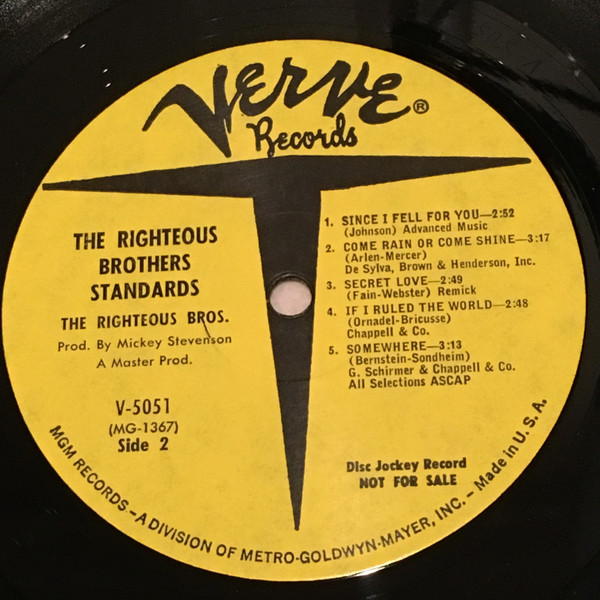 VERVE®
Records
THE RIGHTEOUS
BROTHERS
STANDARDS
THE RIGHTEOUS BROS.
Prod. By Mickey Stevenson
A Master Prod.
V-5051
(MG-1367)
Side 2
1. SINCE I FELL FOR YOU—2:52
(Johnson) Advanced Music
2. COME RAIN OR COME SHINE—3:17
(Arlen-Mercer)
De Sylva, Brown & Henderson, Inc.
3. SECRET LOVE—2:49
(Fain-Webster) Remick
4. IF I RULED THE WORLD—2:48
(Ornadel-Bricusse)
Chappell & Co.
5. SOMEWHERE—3:13
(Bernstein-Sondheim)
G. Schirmer & Chappell & Co.
All Selections ASCAP
Disc Jockey Record
NOT FOR SALE
MGM RECORDS–A DIVISION OF METRO-GOLDWYN-MAYER, INC. – Made in U. S. A.